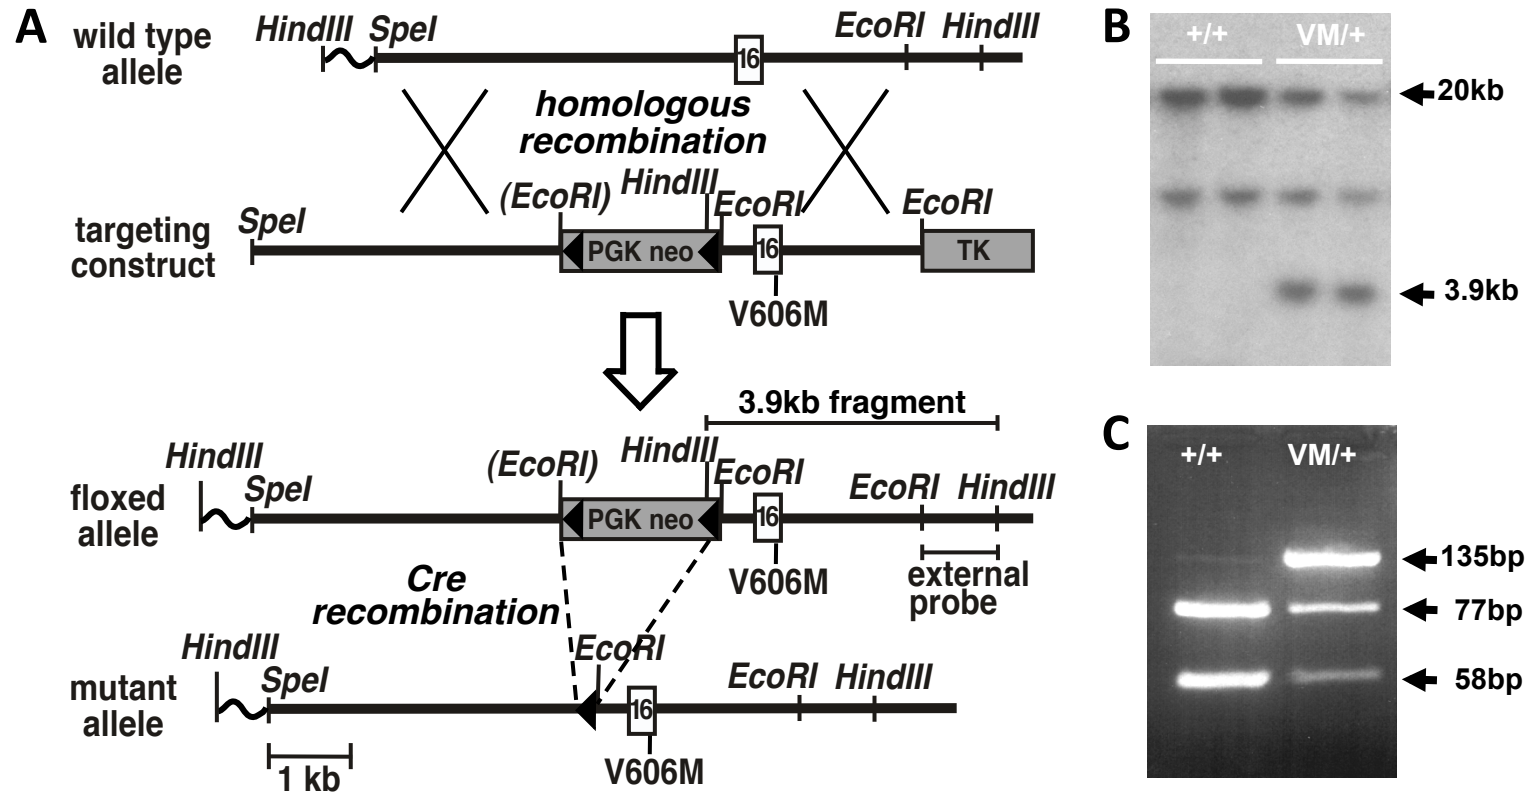 A
HindIII SpeI
EcoRI HindIII
wild type
allele
16
homologous
recombination
(EcoRI) HindIII
EcoRI
EcoRI
SpeI
targeting
construct
PGK neo
16
TK
V606M
3.9kb fragment
HindIII
(EcoRI)
HindIII
EcoRI
SpeI
EcoRI HindIII
floxed
allele
PGK neo
16
V606M
external
probe
Cre
recombination
HindIII
EcoRI
SpeI
EcoRI HindIII
mutant
allele
16
V606M
1 kb
B
+/+ VM/+
20kb
3.9kb
C
+/+ VM/+
135bp
77bp
58bp